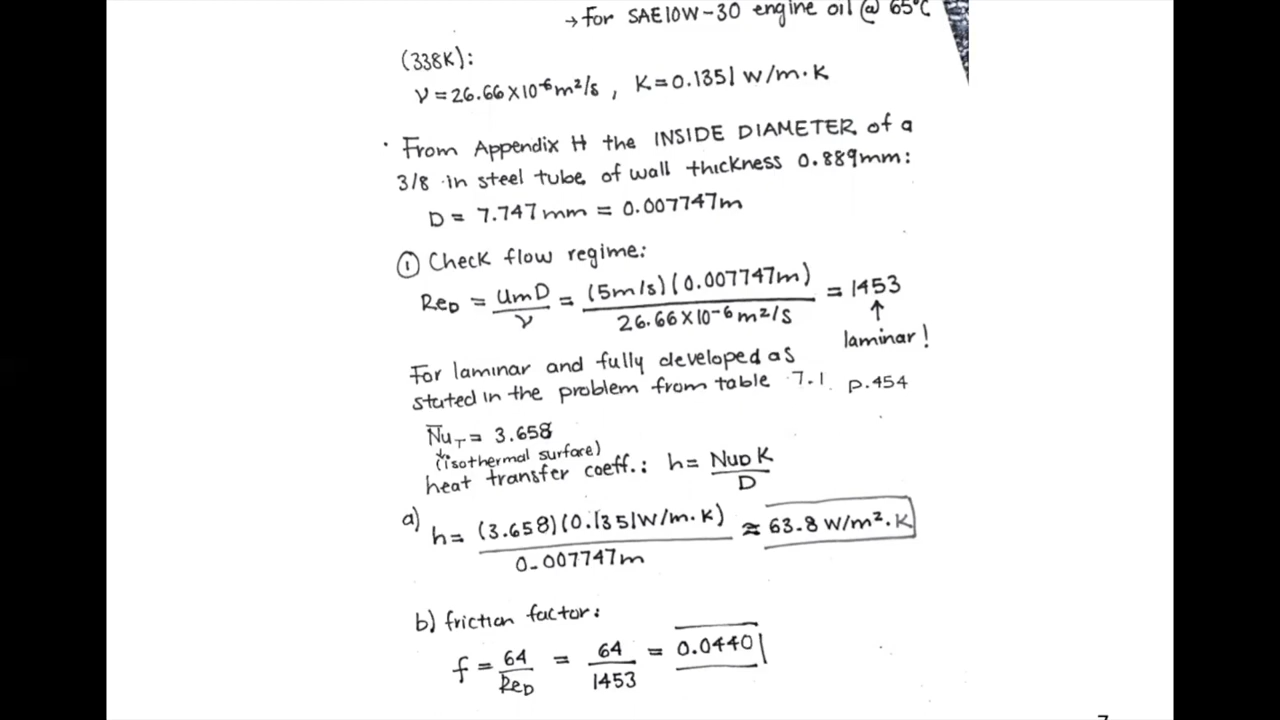 → for SAE10W-30 engine oil @ 65°C
(338K):
ν = 26.66×10⁻⁶ m²/s , K = 0.1351 W/m·K
· From Appendix H the INSIDE DIAMETER of a
3/8 in steel tube of wall thickness 0.889mm:
D = 7.747 mm = 0.007747m
① Check flow regime:
Re_D = UmD/ν = (5m/s)(0.007747m)/26.66×10⁻⁶ m²/s = 1453
↑
laminar!
For laminar and fully developed as
stated in the problem from table 7.1 p.454
N̄u_T = 3.658
(isothermal surface)
heat transfer coeff.: h = Nu_D K/D
a) h = (3.658)(0.1351W/m·K)/0.007747m ≈ 63.8 W/m²·K
b) friction factor:
f = 64/Re_D = 64/1453 = 0.0440